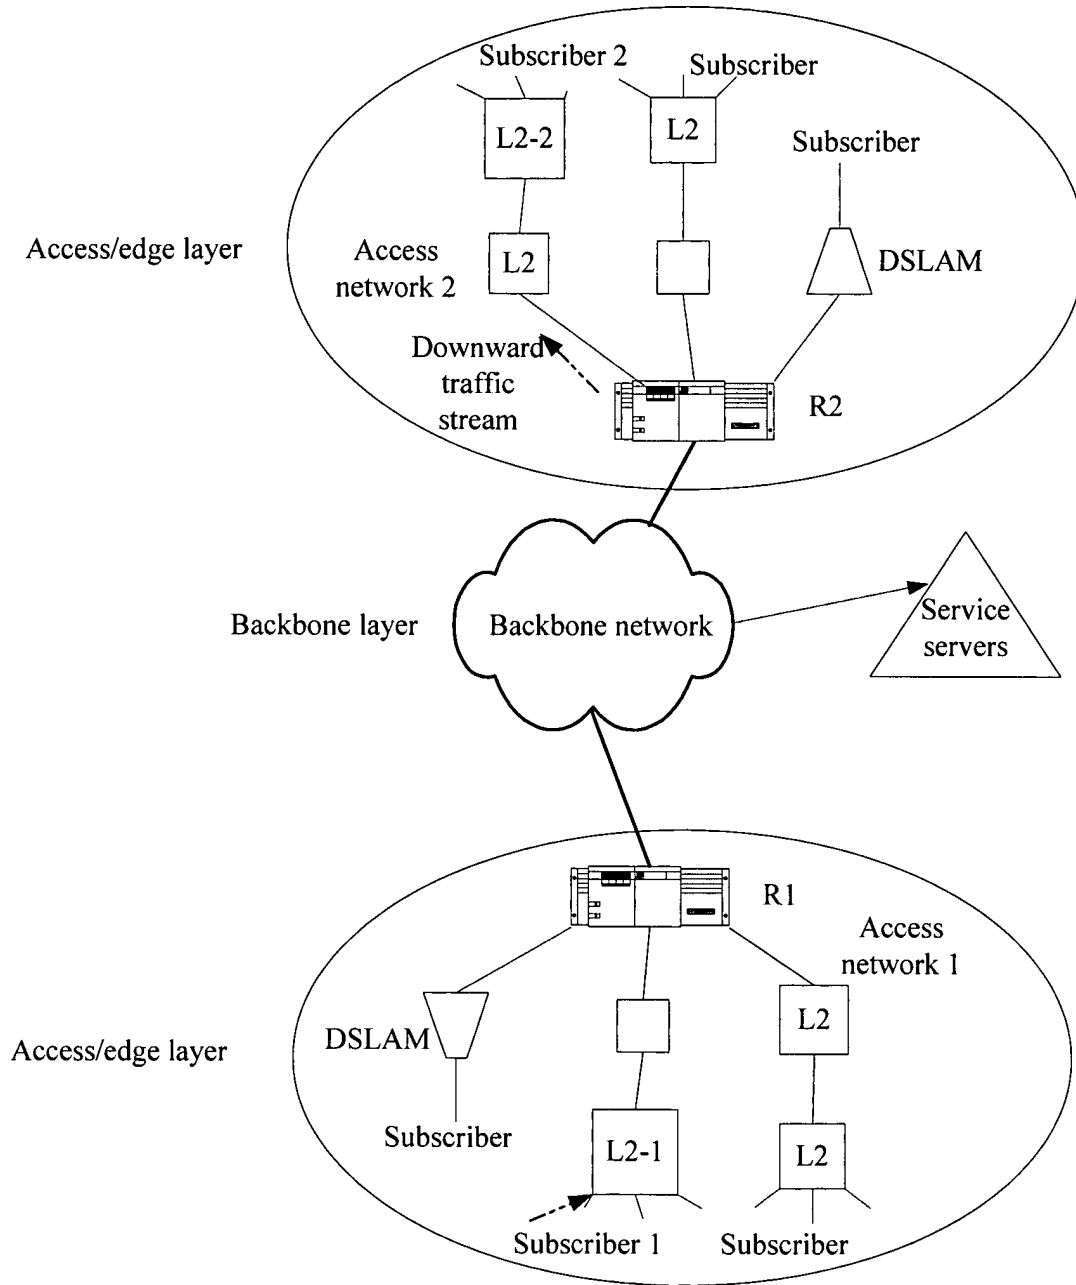 Subscriber 2
Subscriber
L2-2
L2
Subscriber
Access/edge layer
Access
network 2
L2
DSLAM
Downward
traffic
stream
R2
Backbone layer
Backbone network
Service
servers
R1
Access
network 1
DSLAM
L2
Access/edge layer
Subscriber
L2-1
L2
Subscriber 1
Subscriber